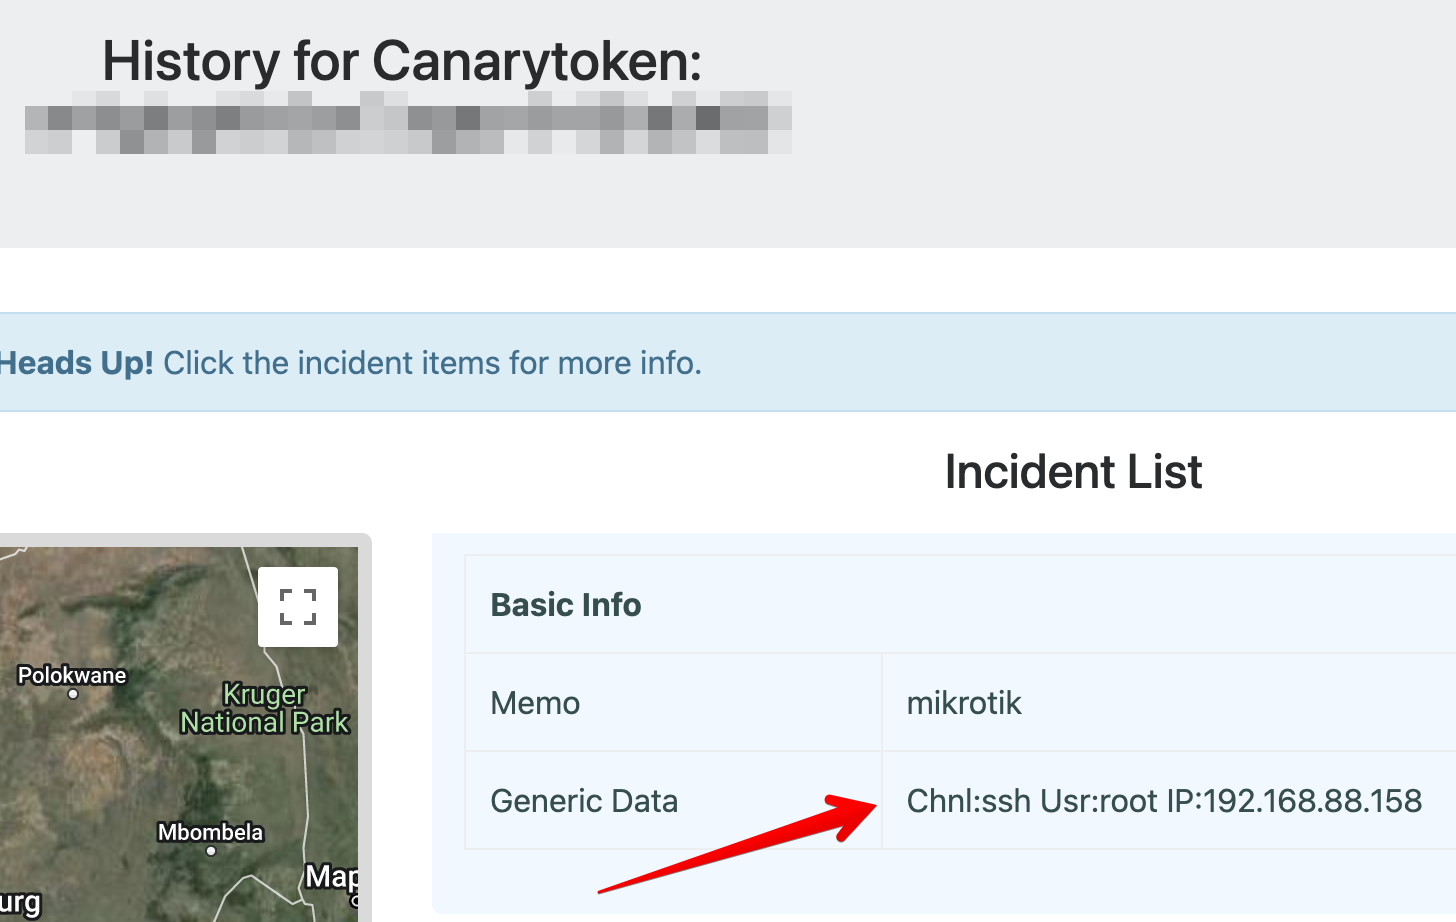 History for Canarytoken:
Heads Up! Click the incident items for more info.
Incident List
Basic Info
Memo mikrotik
Generic Data Chnl:ssh Usr:root IP:192.168.88.158
Polokwane
Kruger
National Park
Mbombela
Map
urg